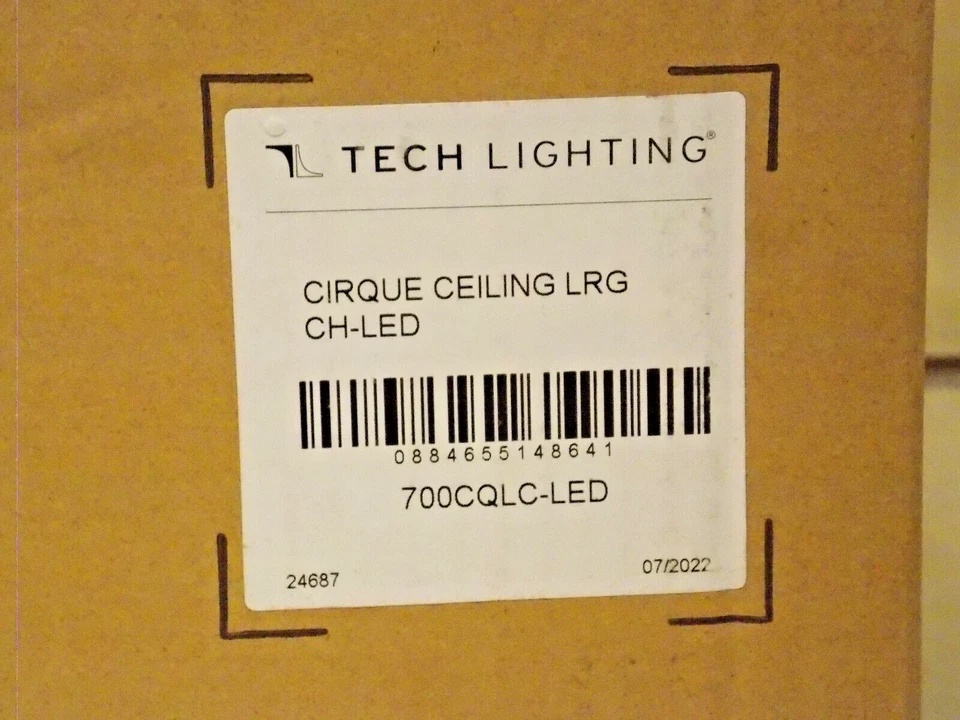 TECH LIGHTING®
CIRQUE CEILING LRG
CH-LED
0884655148641
700CQLC-LED
24687
07/2022